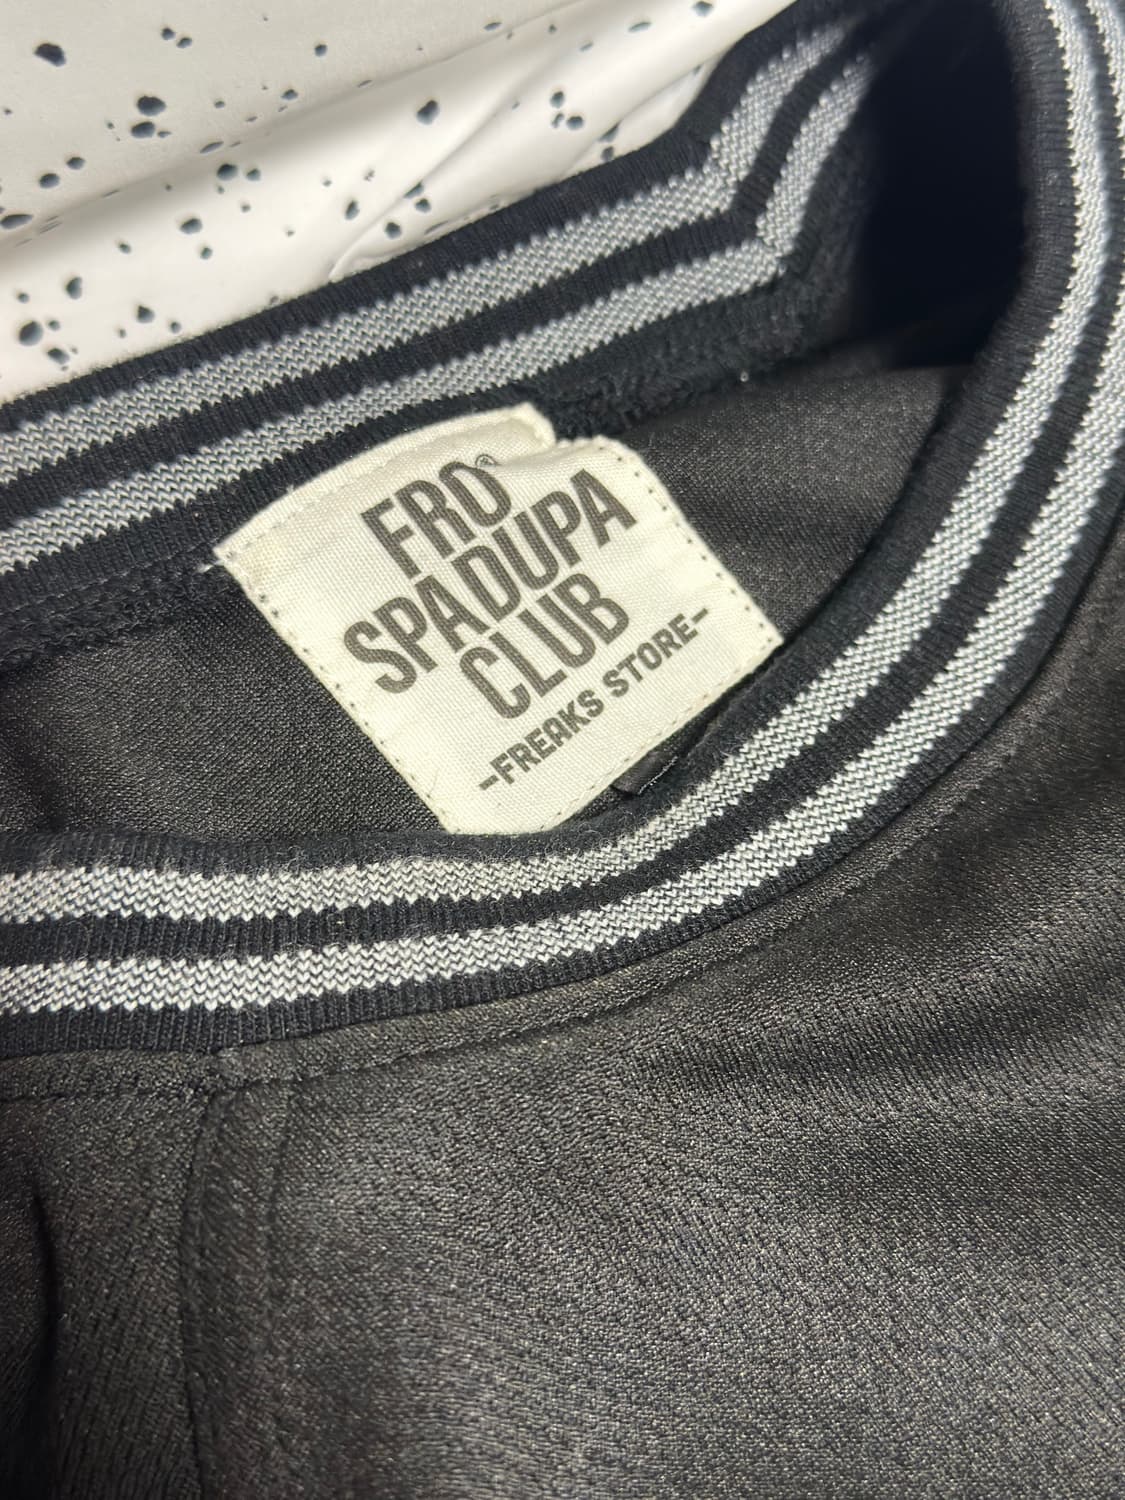 FRO®
SPADUPA
CLUB
-FREAKS STORE-